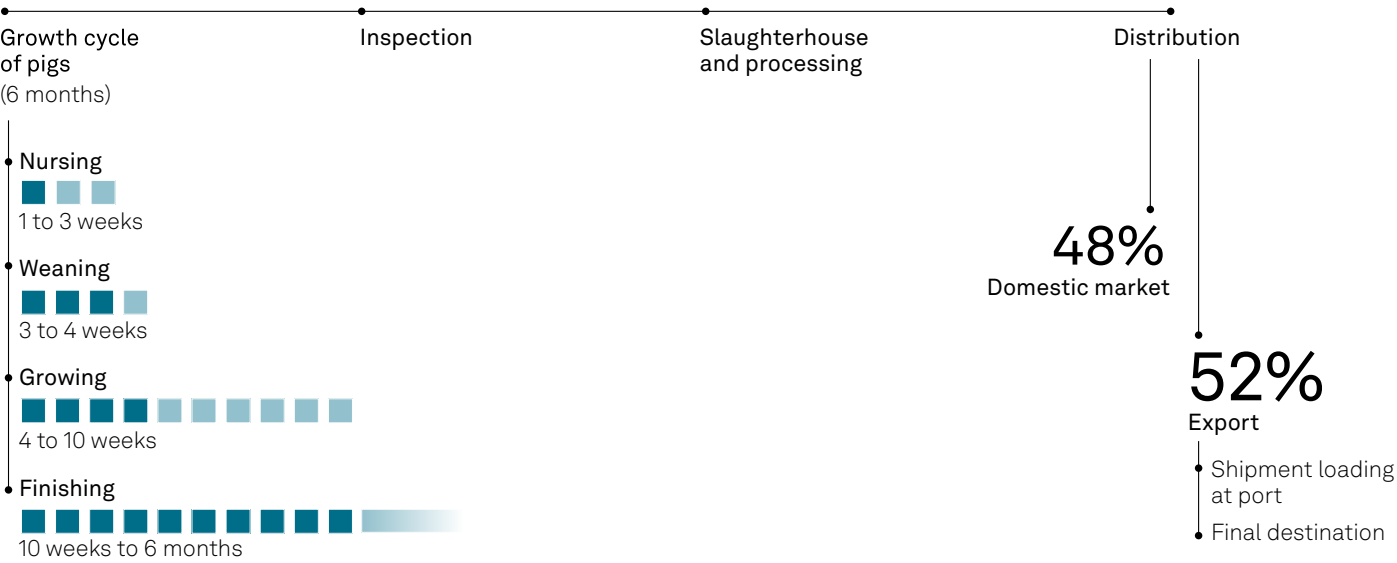 Growth cycle
of pigs
(6 months)
Nursing
1 to 3 weeks
Weaning
3 to 4 weeks
Growing
4 to 10 weeks
Finishing
10 weeks to 6 months
Inspection
Slaughterhouse
and processing
Distribution
48%
Domestic market
52%
Export
Shipment loading
at port
Final destination